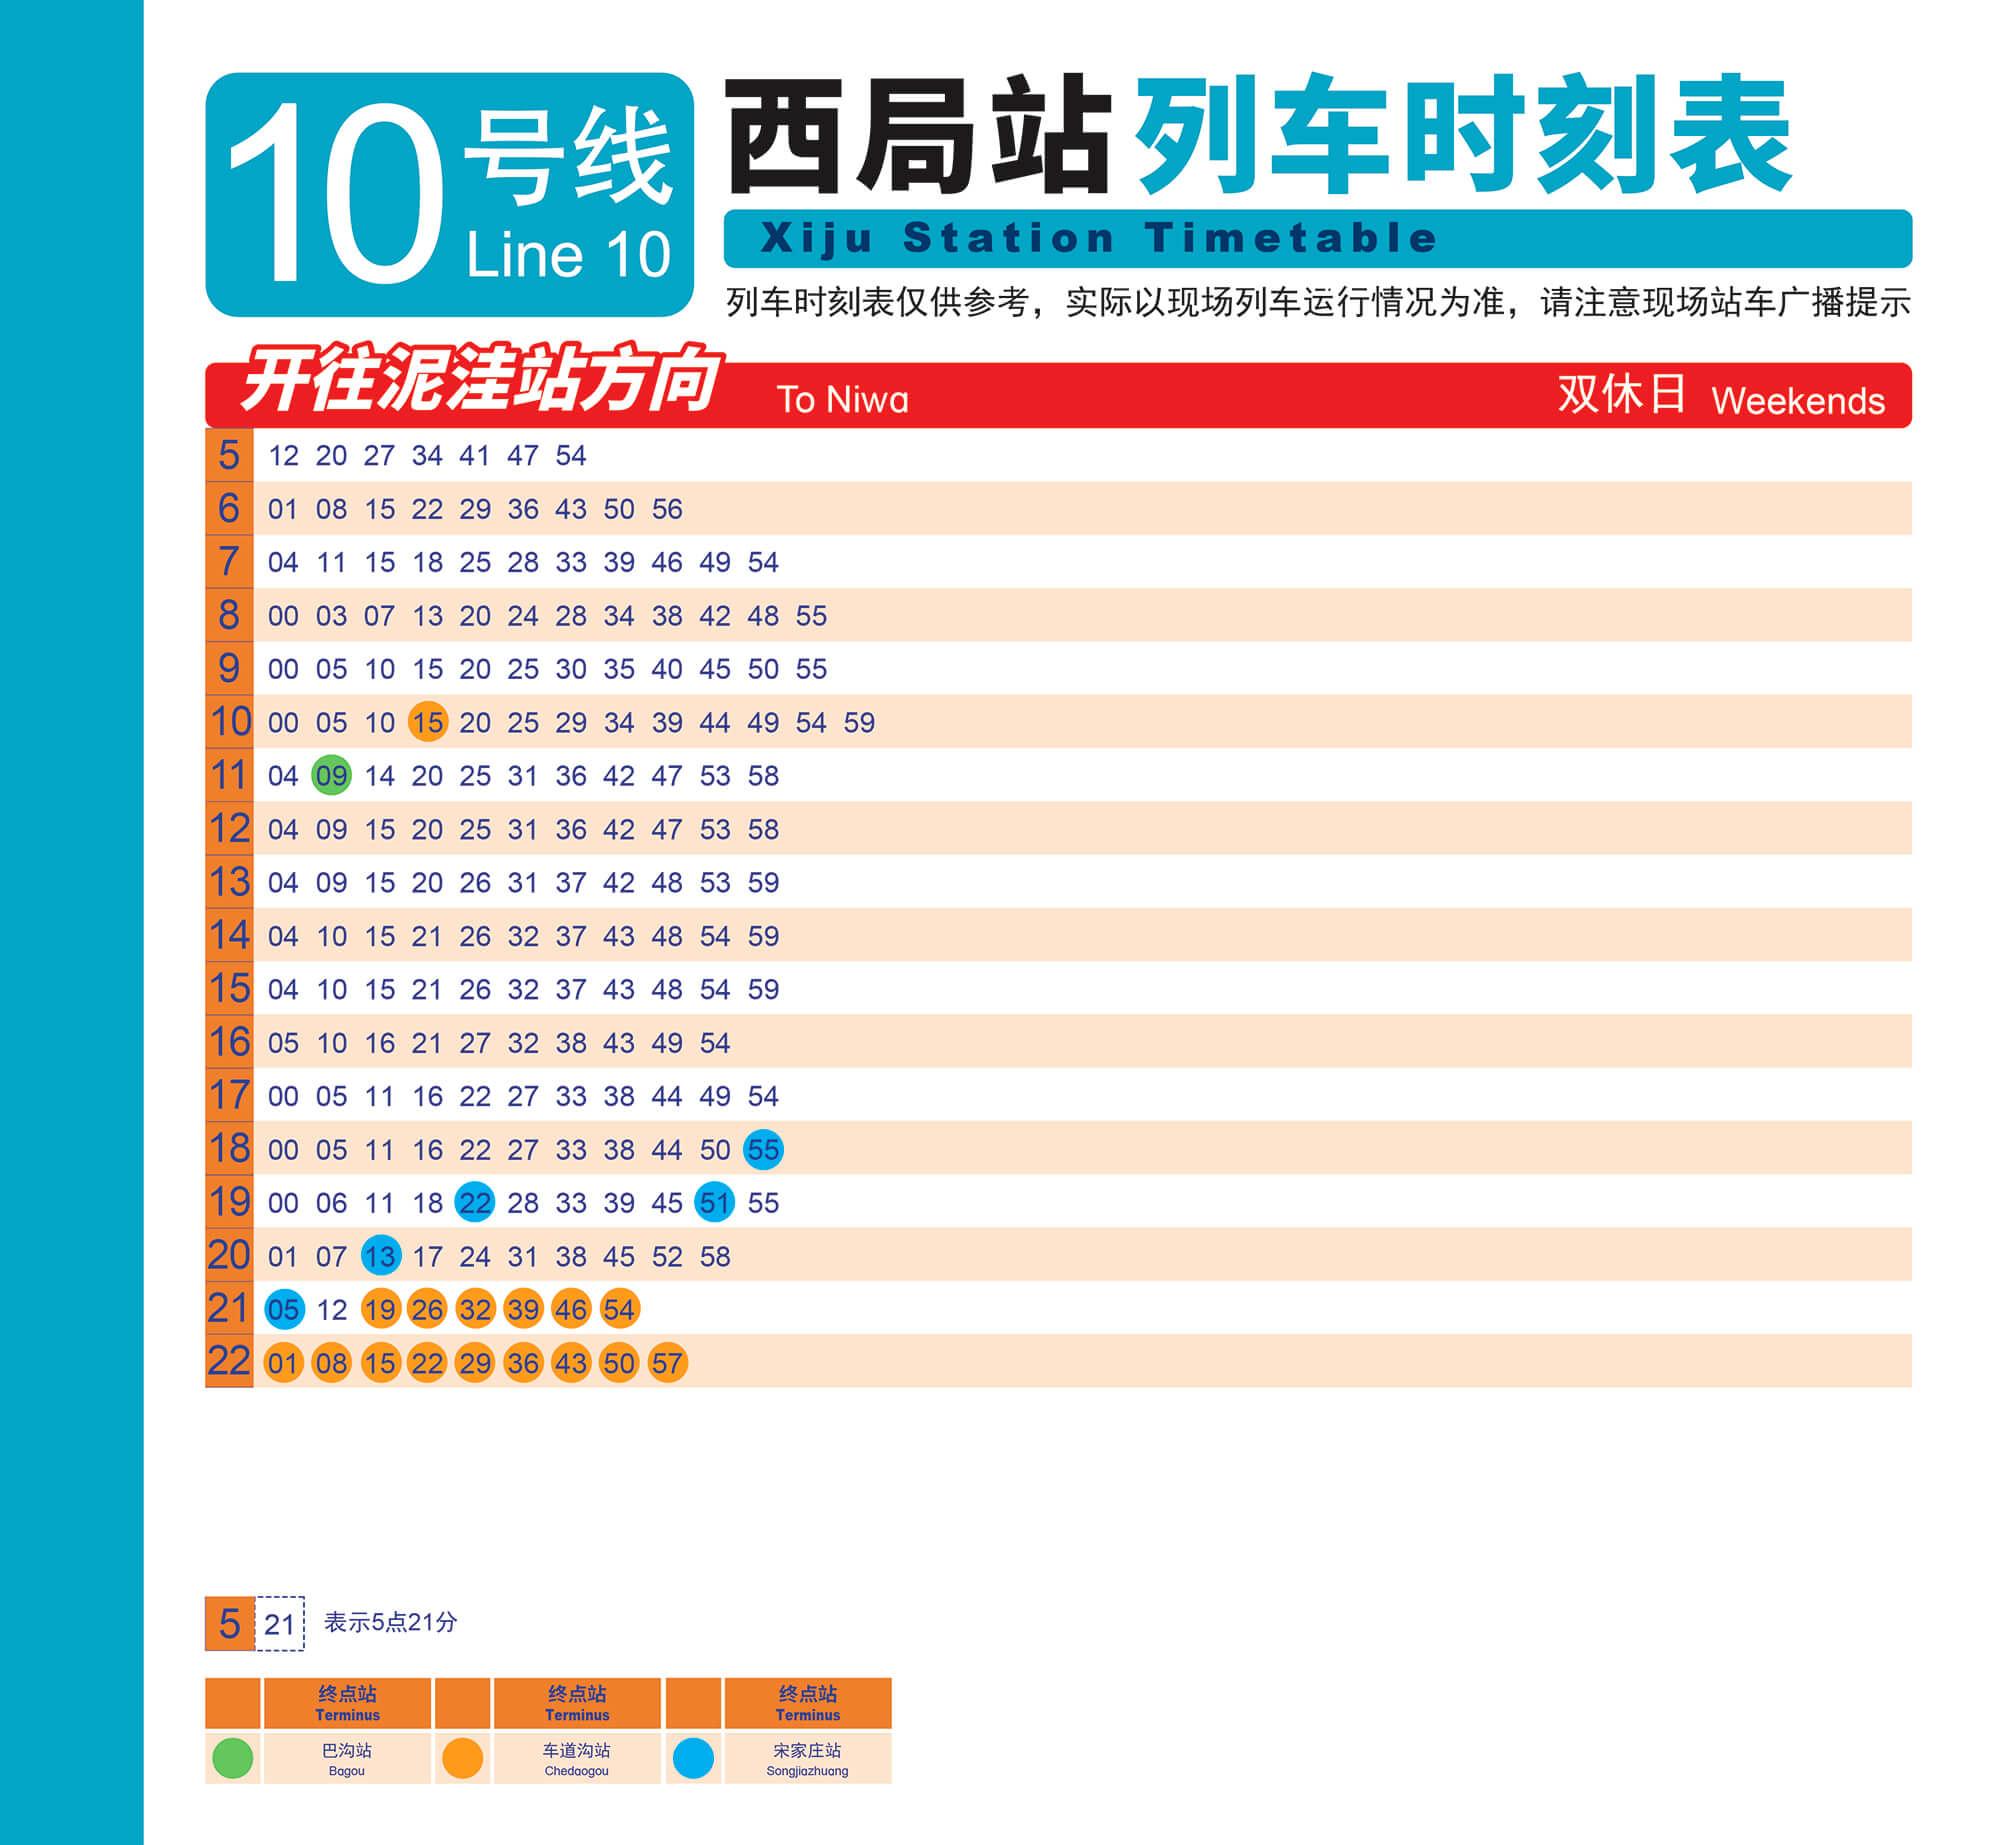 10号线
Line 10
西局站列车时刻表
Xiju Station Timetable
列车时刻表仅供参考，实际以现场列车运行情况为准，请注意现场站车广播提示
开往泥洼站方向 To Niwa 双休日 Weekends
5 12 20 27 34 41 47 54
6 01 08 15 22 29 36 43 50 56
7 04 11 15 18 25 28 33 39 46 49 54
8 00 03 07 13 20 24 28 34 38 42 48 55
9 00 05 10 15 20 25 30 35 40 45 50 55
10 00 05 10 15 20 25 29 34 39 44 49 54 59
11 04 09 14 20 25 31 36 42 47 53 58
12 04 09 15 20 25 31 36 42 47 53 58
13 04 09 15 20 26 31 37 42 48 53 59
14 04 10 15 21 26 32 37 43 48 54 59
15 04 10 15 21 26 32 37 43 48 54 59
16 05 10 16 21 27 32 38 43 49 54
17 00 05 11 16 22 27 33 38 44 49 54
18 00 05 11 16 22 27 33 38 44 50 55
19 00 06 11 18 22 28 33 39 45 51 55
20 01 07 13 17 24 31 38 45 52 58
21 05 12 19 26 32 39 46 54
22 01 08 15 22 29 36 43 50 57
5 21 表示5点21分
终点站 终点站 终点站
Terminus Terminus Terminus
巴沟站 车道沟站 宋家庄站
Bagou Chedaogou Songjiazhuang